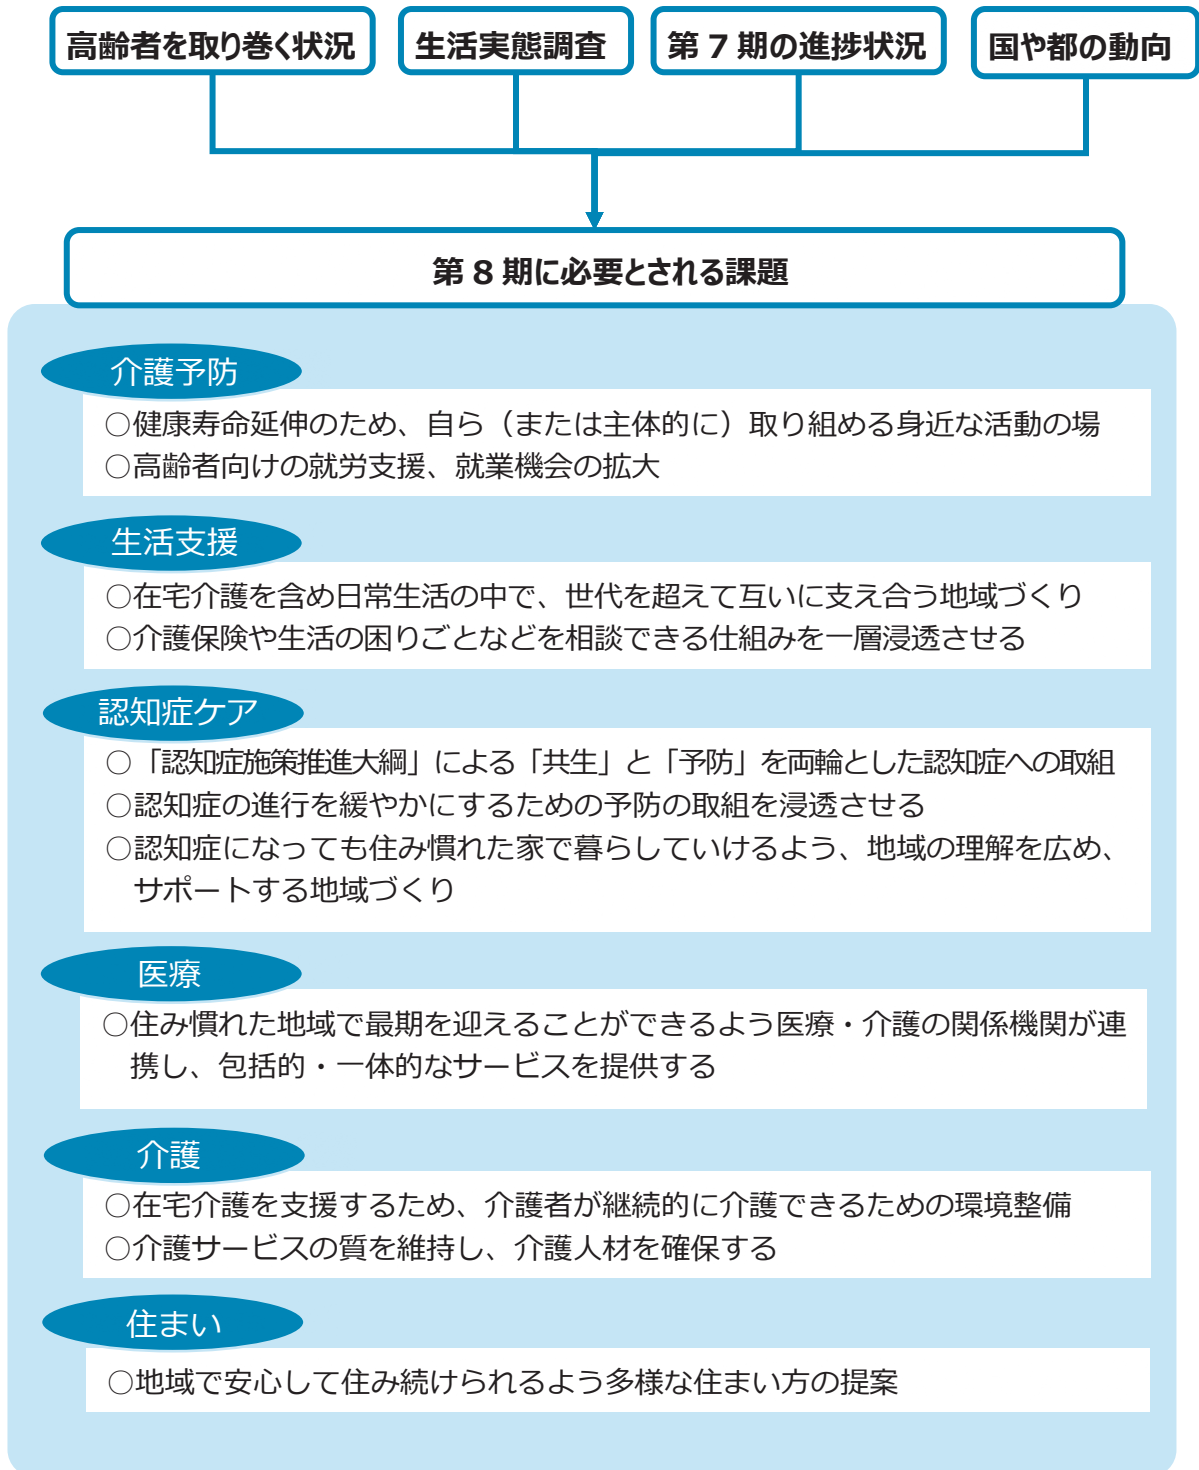 高齢者を取り巻く状況
生活実態調査
第7期の進捗状況
国や都の動向
第8期に必要とされる課題
介護予防
○健康寿命延伸のため、自ら（または主体的に）取り組める身近な活動の場
○高齢者向けの就労支援、就業機会の拡大
生活支援
○在宅介護を含め日常生活の中で、世代を超えて互いに支え合う地域づくり
○介護保険や生活の困りごとなどを相談できる仕組みを一層浸透させる
認知症ケア
○「認知症施策推進大綱」による「共生」と「予防」を両輪とした認知症への取組
○認知症の進行を緩やかにするための予防の取組を浸透させる
○認知症になっても住み慣れた家で暮らしていけるよう、地域の理解を広め、
サポートする地域づくり
医療
○住み慣れた地域で最期を迎えることができるよう医療・介護の関係機関が連
携し、包括的・一体的なサービスを提供する
介護
○在宅介護を支援するため、介護者が継続的に介護できるための環境整備
○介護サービスの質を維持し、介護人材を確保する
住まい
○地域で安心して住み続けられるよう多様な住まい方の提案